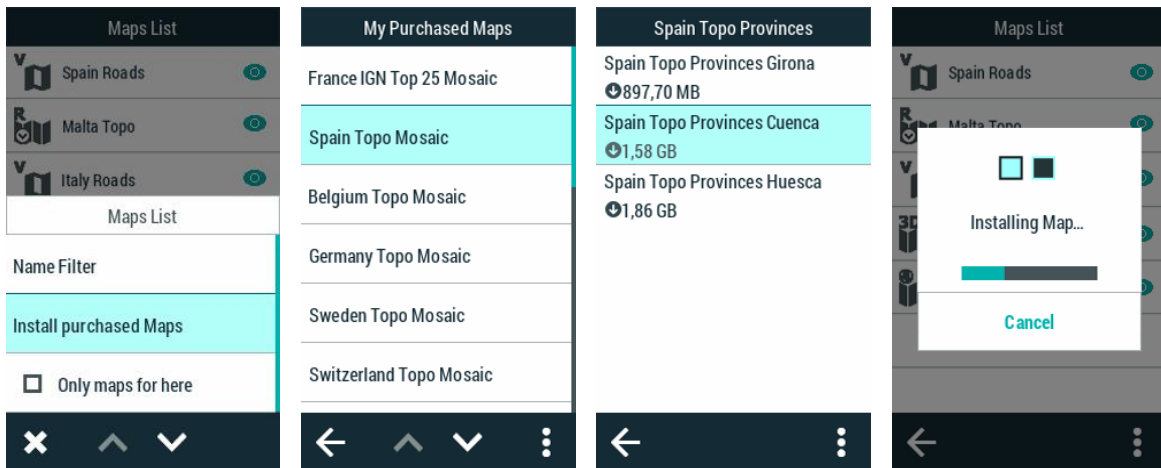 Maps List
V
Spain Roads
R
Malta Topo
V
Italy Roads
Maps List
Name Filter
Install purchased Maps
Only maps for here
My Purchased Maps
France IGN Top 25 Mosaic
Spain Topo Mosaic
Belgium Topo Mosaic
Germany Topo Mosaic
Sweden Topo Mosaic
Switzerland Topo Mosaic
Spain Topo Provinces
Spain Topo Provinces Girona
897,70 MB
Spain Topo Provinces Cuenca
1,58 GB
Spain Topo Provinces Huesca
1,86 GB
Maps List
V
Spain Roads
R
Malta Topo
V
3D
Installing Map...
Cancel